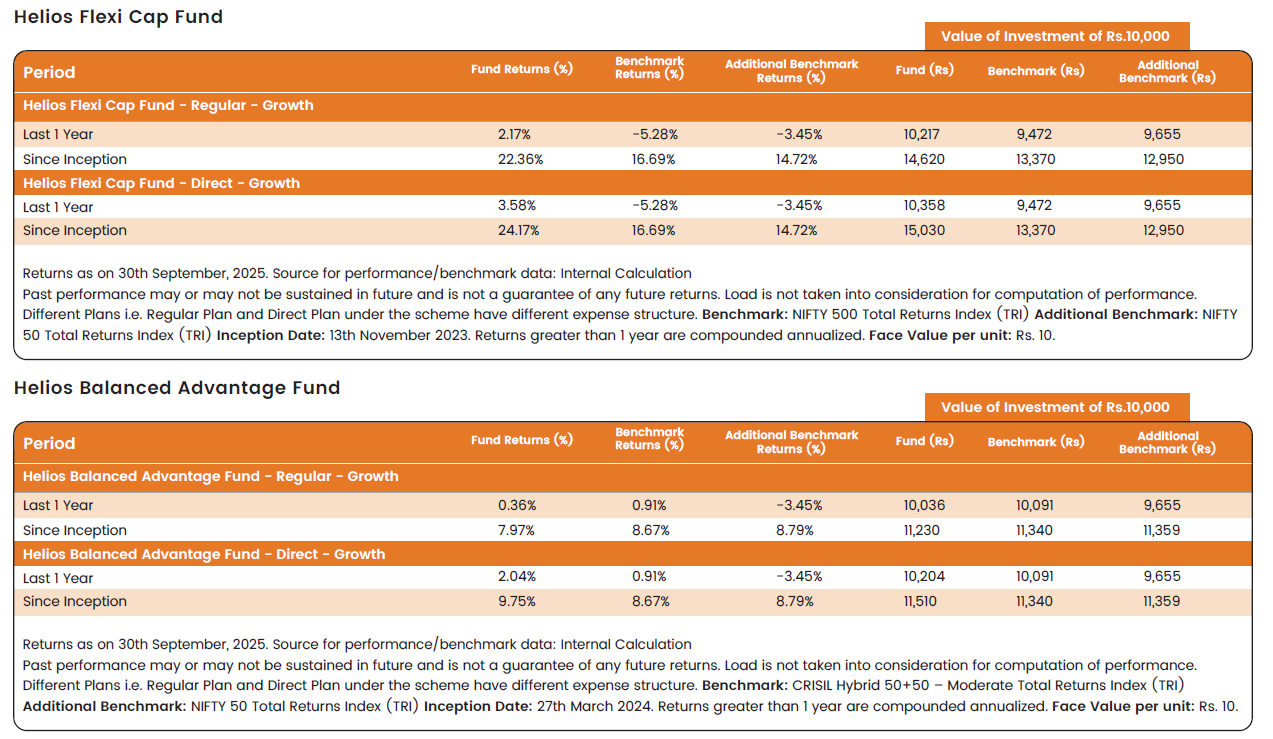 Helios Flexi Cap Fund
Value of Investment of Rs.10,000
Period Fund Returns (%) Benchmark Returns (%) Additional Benchmark Returns (%) Fund (Rs) Benchmark (Rs) Additional Benchmark (Rs)
Helios Flexi Cap Fund - Regular - Growth
Last 1 Year 2.17% -5.28% -3.45% 10,217 9,472 9,655
Since Inception 22.36% 16.69% 14.72% 14,620 13,370 12,950
Helios Flexi Cap Fund - Direct - Growth
Last 1 Year 3.58% -5.28% -3.45% 10,358 9,472 9,655
Since Inception 24.17% 16.69% 14.72% 15,030 13,370 12,950
Returns as on 30th September, 2025. Source for performance/benchmark data: Internal Calculation
Past performance may or may not be sustained in future and is not a guarantee of any future returns. Load is not taken into consideration for computation of performance.
Different Plans i.e. Regular Plan and Direct Plan under the scheme have different expense structure. Benchmark: NIFTY 500 Total Returns Index (TRI) Additional Benchmark: NIFTY
50 Total Returns Index (TRI) Inception Date: 13th November 2023. Returns greater than 1 year are compounded annualized. Face Value per unit: Rs. 10.
Helios Balanced Advantage Fund
Value of Investment of Rs.10,000
Period Fund Returns (%) Benchmark Returns (%) Additional Benchmark Returns (%) Fund (Rs) Benchmark (Rs) Additional Benchmark (Rs)
Helios Balanced Advantage Fund - Regular - Growth
Last 1 Year 0.36% 0.91% -3.45% 10,036 10,091 9,655
Since Inception 7.97% 8.67% 8.79% 11,230 11,340 11,359
Helios Balanced Advantage Fund - Direct - Growth
Last 1 Year 2.04% 0.91% -3.45% 10,204 10,091 9,655
Since Inception 9.75% 8.67% 8.79% 11,510 11,340 11,359
Returns as on 30th September, 2025. Source for performance/benchmark data: Internal Calculation
Past performance may or may not be sustained in future and is not a guarantee of any future returns. Load is not taken into consideration for computation of performance.
Different Plans i.e. Regular Plan and Direct Plan under the scheme have different expense structure. Benchmark: CRISIL Hybrid 50+50 – Moderate Total Returns Index (TRI)
Additional Benchmark: NIFTY 50 Total Returns Index (TRI) Inception Date: 27th March 2024. Returns greater than 1 year are compounded annualized. Face Value per unit: Rs. 10.